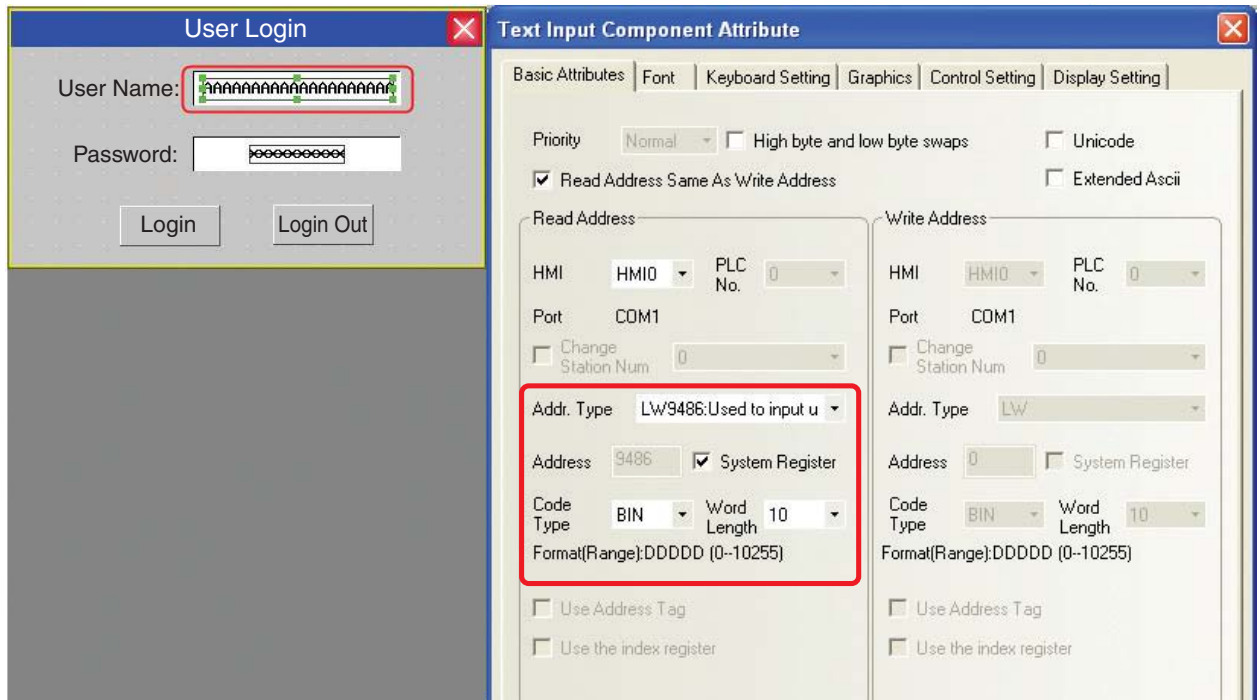 User Login
User Name: AAAAAAAAAAAAAAAAAAAA
Password: xxxxxxxxxx
Login Login Out
Text Input Component Attribute
Basic Attributes Font Keyboard Setting Graphics Control Setting Display Setting
Priority Normal High byte and low byte swaps Unicode
Read Address Same As Write Address Extended Ascii
Read Address
HMI HMI0 PLC No. 0
Port COM1
Change Station Num 0
Addr. Type LW9486:Used to input u
Address 9486 System Register
Code Type BIN Word Length 10
Format(Range):DDDDD (0--10255)
Use Address Tag
Use the index register
Write Address
HMI HMI0 PLC No. 0
Port COM1
Change Station Num 0
Addr. Type LW
Address 0 System Register
Code Type BIN Word Length 10
Format(Range):DDDDD (0--10255)
Use Address Tag
Use the index register